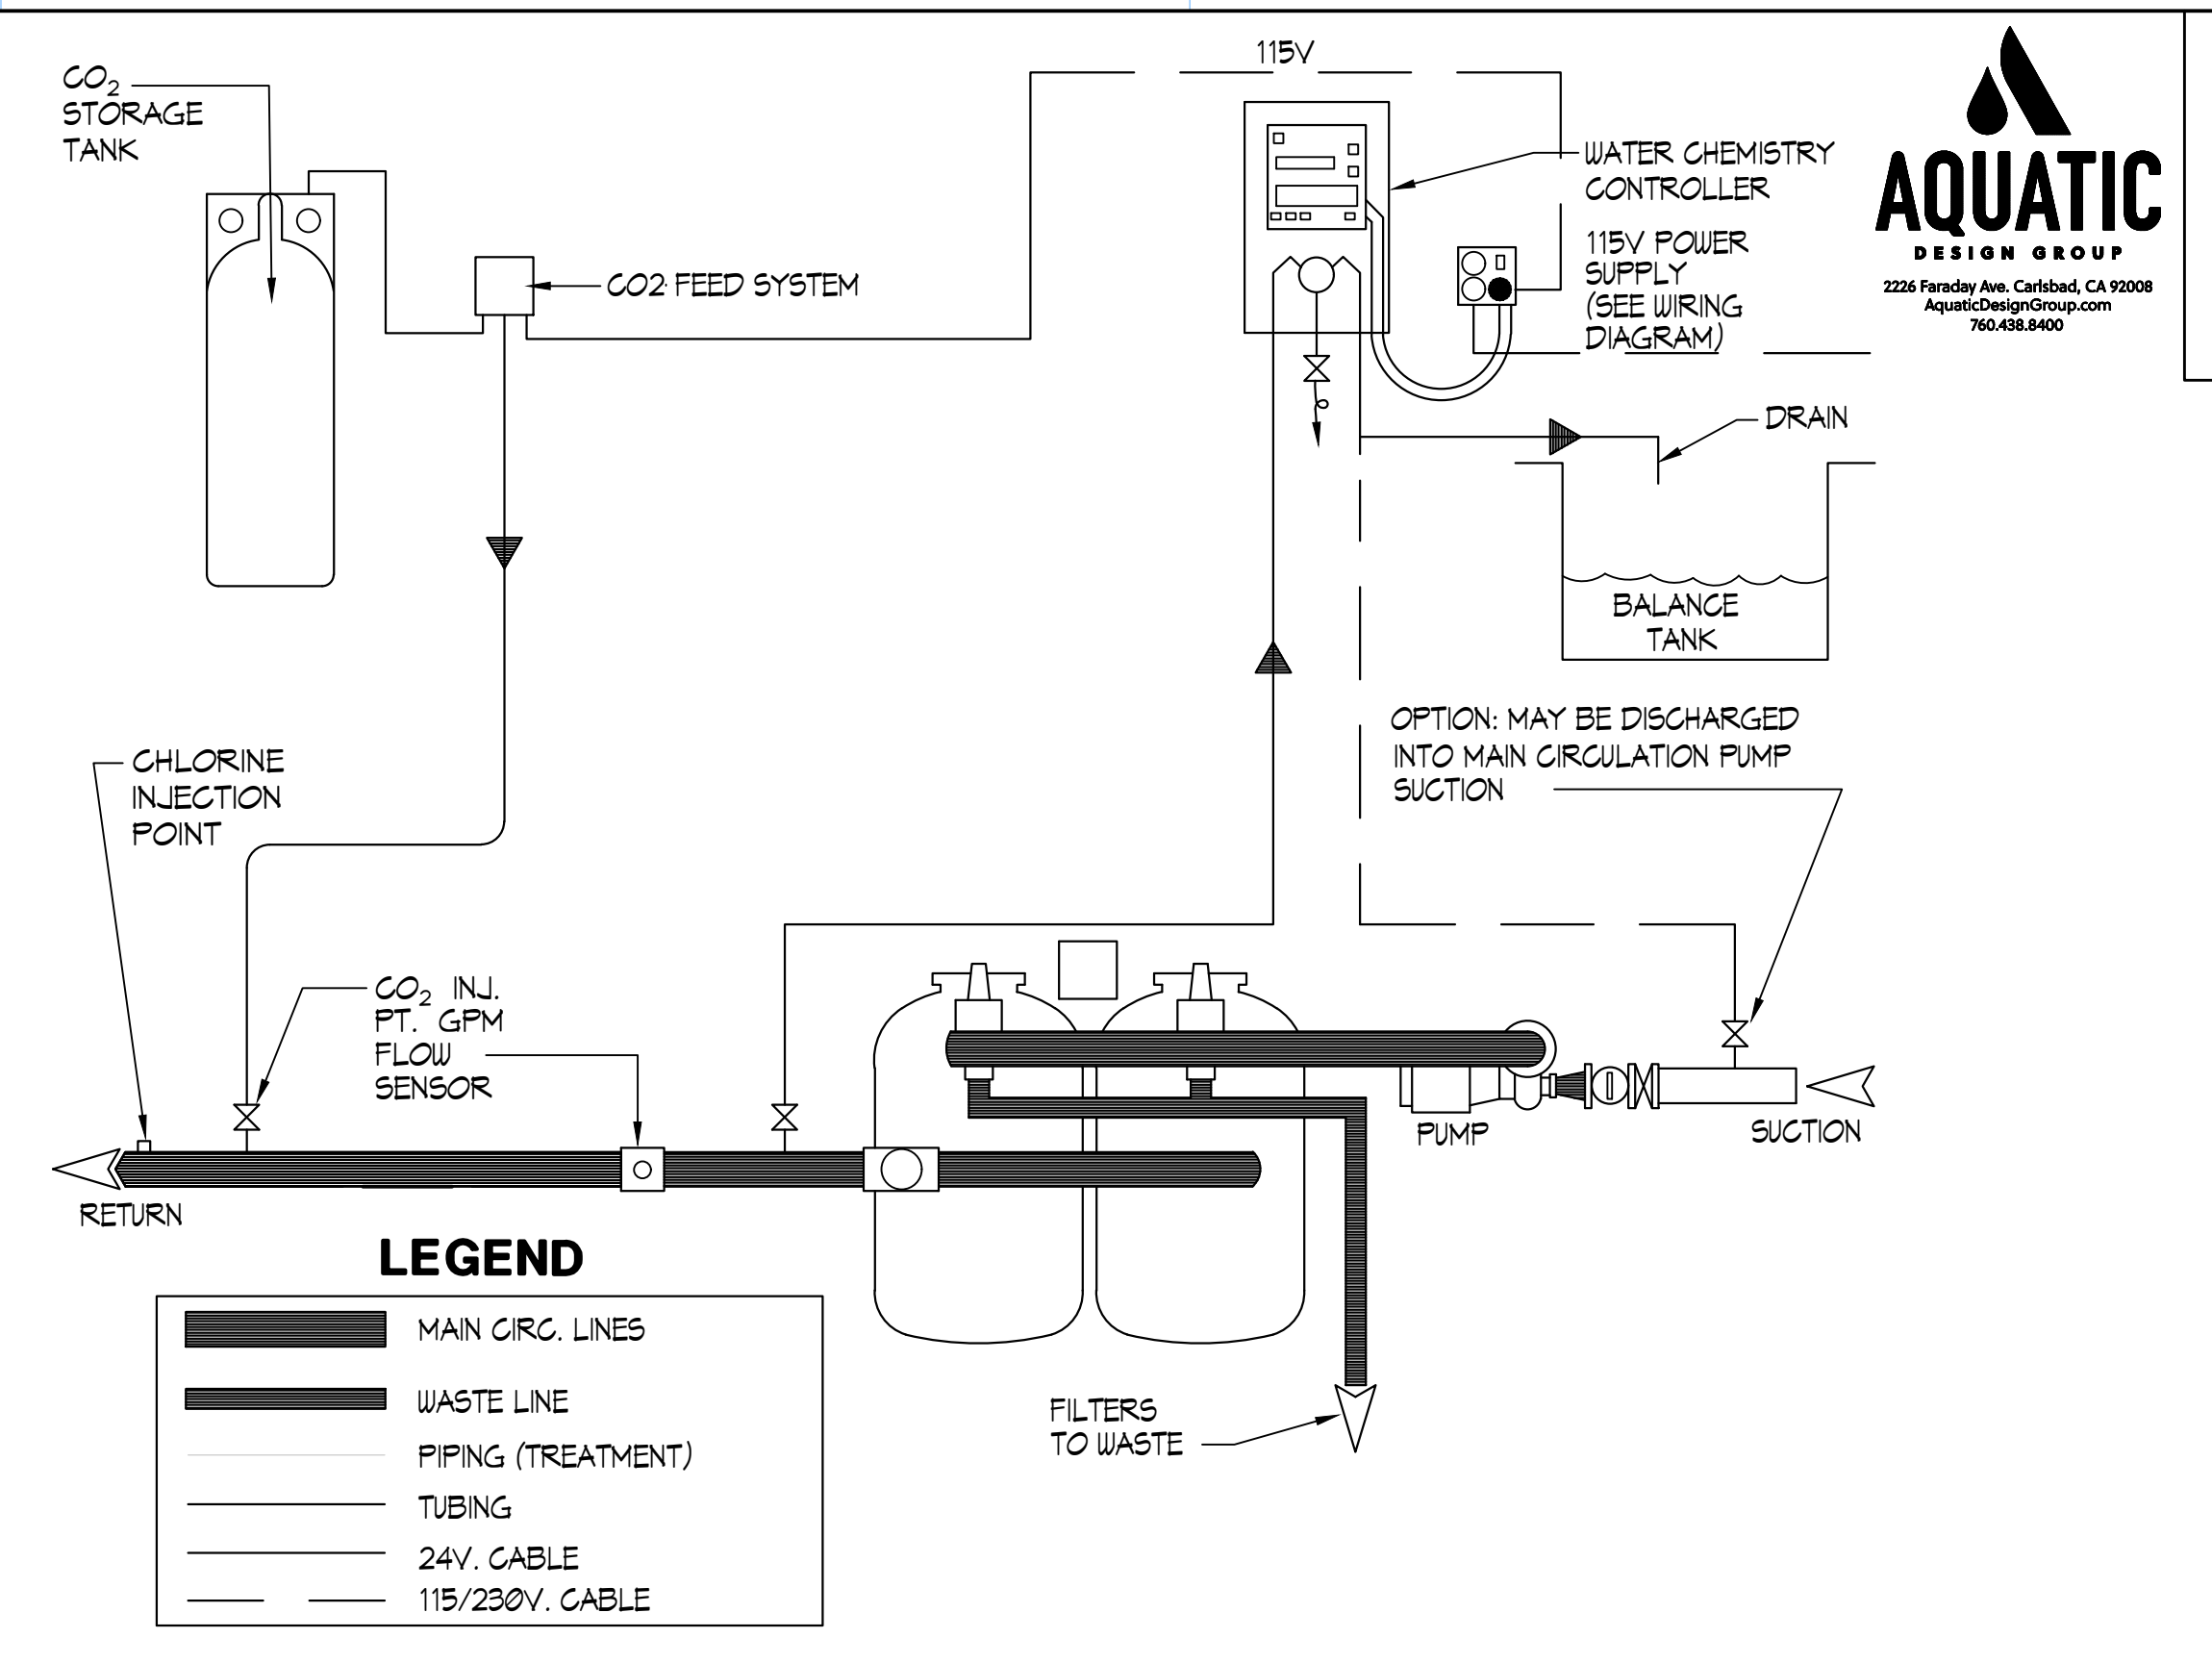 115V
CO₂
STORAGE
TANK
WATER CHEMISTRY
CONTROLLER
115V POWER
SUPPLY
(SEE WIRING
DIAGRAM)
AQUATIC
DESIGN GROUP
2226 Faraday Ave. Carlsbad, CA 92008
AquaticDesignGroup.com
760.438.8400
CO2 FEED SYSTEM
DRAIN
BALANCE
TANK
OPTION: MAY BE DISCHARGED
INTO MAIN CIRCULATION PUMP
SUCTION
CHLORINE
INJECTION
POINT
CO₂ INJ.
PT. GPM
FLOW
SENSOR
PUMP
SUCTION
RETURN
LEGEND
MAIN CIRC. LINES
WASTE LINE
PIPING (TREATMENT)
TUBING
24V. CABLE
115/230V. CABLE
FILTERS
TO WASTE